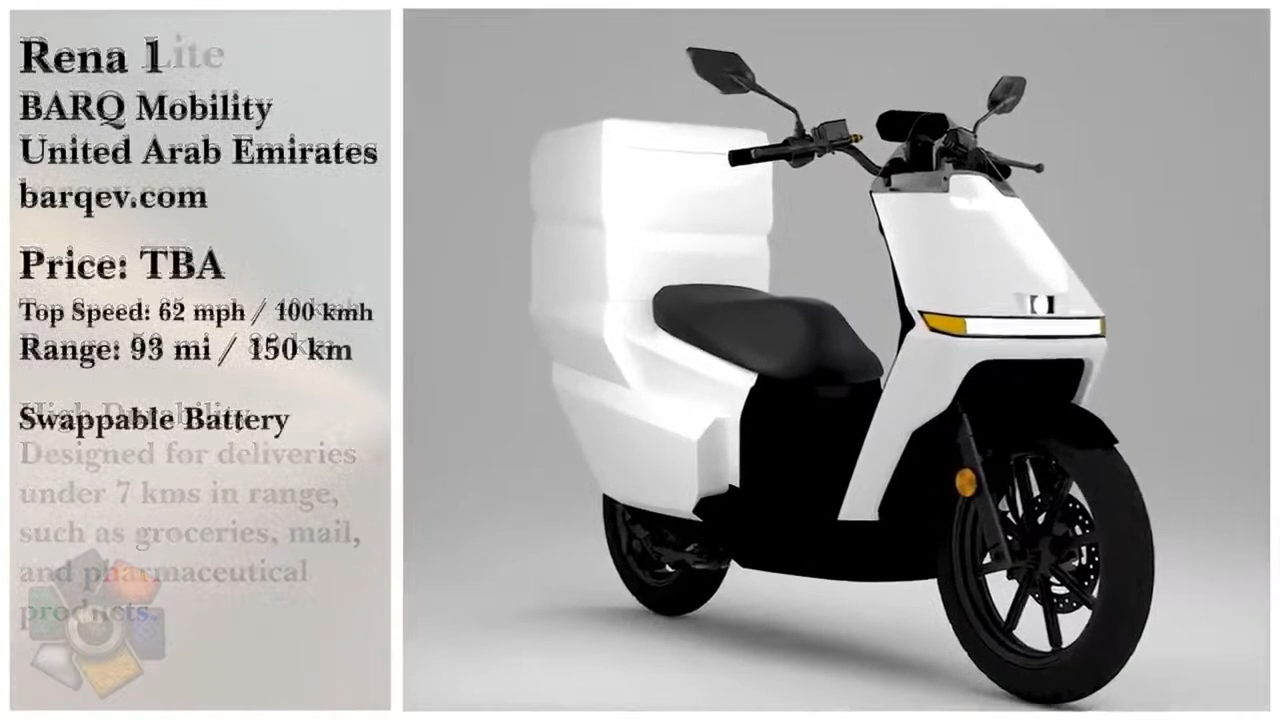 Rena 1 Lite
BARQ Mobility
United Arab Emirates
barqev.com
Price: TBA
Top Speed: 62 mph / 100 kmh
Range: 93 mi / 150 km
Swappable Battery
Designed for deliveries
under 7 kms in range,
such as groceries, mail,
and pharmaceutical
products.